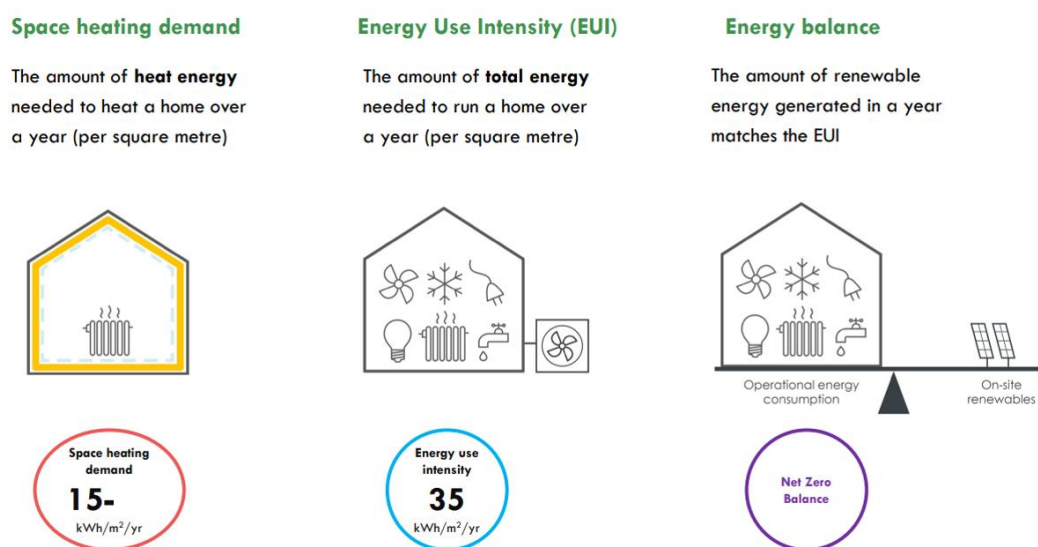 Space heating demand
The amount of heat energy
needed to heat a home over
a year (per square metre)
Space heating
demand
15-
kWh/m²/yr
Energy Use Intensity (EUI)
The amount of total energy
needed to run a home over
a year (per square metre)
Energy use
intensity
35
kWh/m²/yr
Energy balance
The amount of renewable
energy generated in a year
matches the EUI
Operational energy
consumption
On-site
renewables
Net Zero
Balance